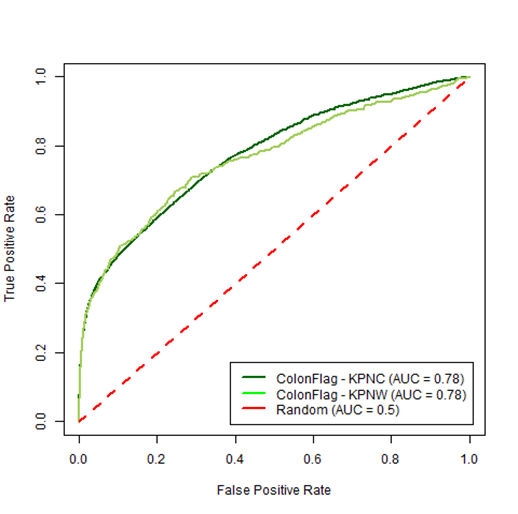 1.0
0.8
0.6
0.4
0.2
0.0
True Positive Rate
ColonFlag - KPNC (AUC = 0.78)
ColonFlag - KPNW (AUC = 0.78)
Random (AUC = 0.5)
0.0 0.2 0.4 0.6 0.8 1.0
False Positive Rate